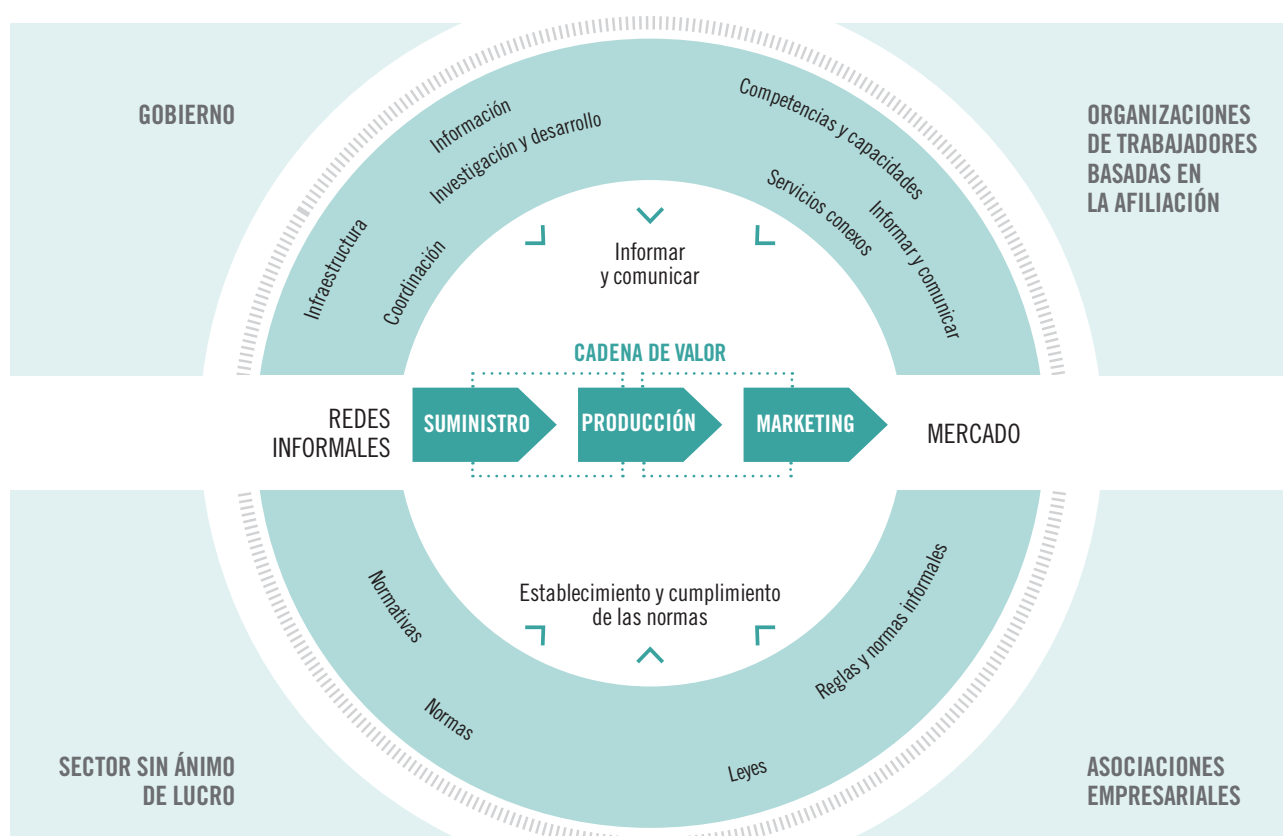 GOBIERNO
ORGANIZACIONES
DE TRABAJADORES
BASADAS EN
LA AFILIACIÓN
Información
Investigación y desarrollo
Infraestructura
Coordinación
Competencias y capacidades
Servicios conexos
Informar y comunicar
Informar
y comunicar
CADENA DE VALOR
REDES
INFORMALES
SUMINISTRO
PRODUCCIÓN
MARKETING
MERCADO
Establecimiento y cumplimiento
de las normas
Normativas
Normas
Leyes
Reglas y normas informales
SECTOR SIN ÁNIMO
DE LUCRO
ASOCIACIONES
EMPRESARIALES